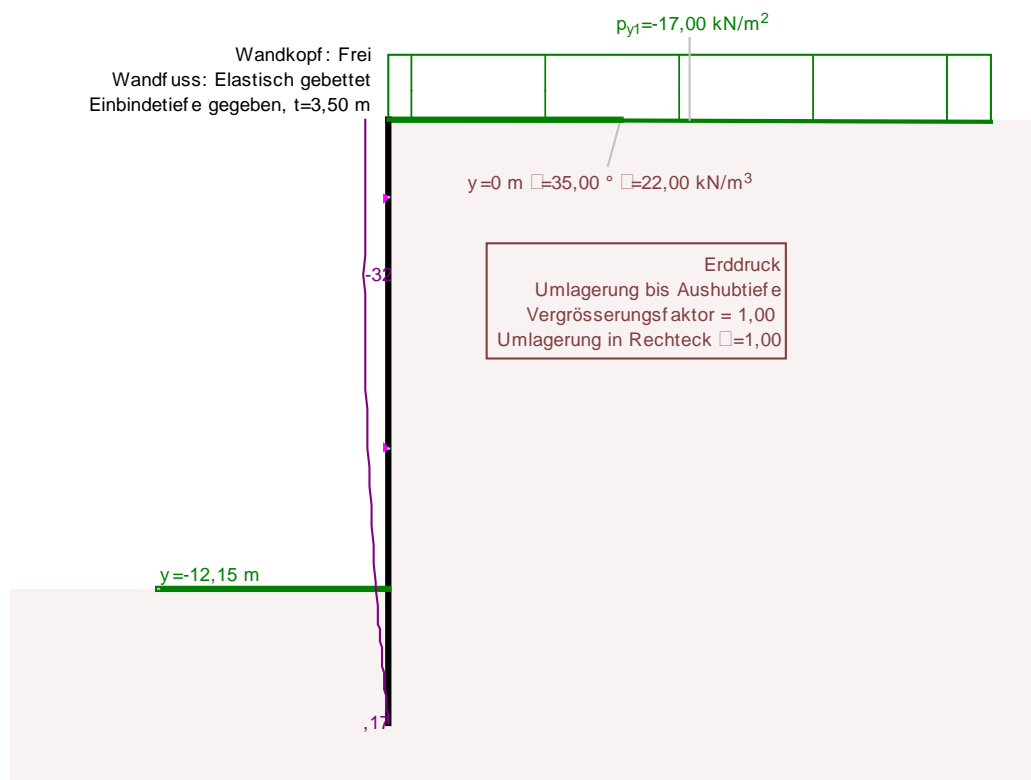 p_y1=-17,00 kN/m²
Wandkopf: Frei
Wandfuss: Elastisch gebettet
Einbindetiefe gegeben, t=3,50 m
y=0 m □=35,00 ° □=22,00 kN/m³
Erddruck
Umlagerung bis Aushubtiefe
Vergrösserungsfaktor = 1,00
Umlagerung in Rechteck □=1,00
-32
y=-12,15 m
,17